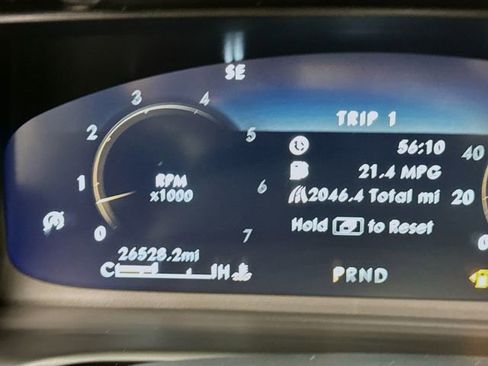 SE
TRIP 1
56:10
21.4 MPG
2046.4 Total mi
Hold to Reset
PRND
0
1
2
3
4
5
6
7
RPM
x1000
26528.2mi
C H
40
20
0